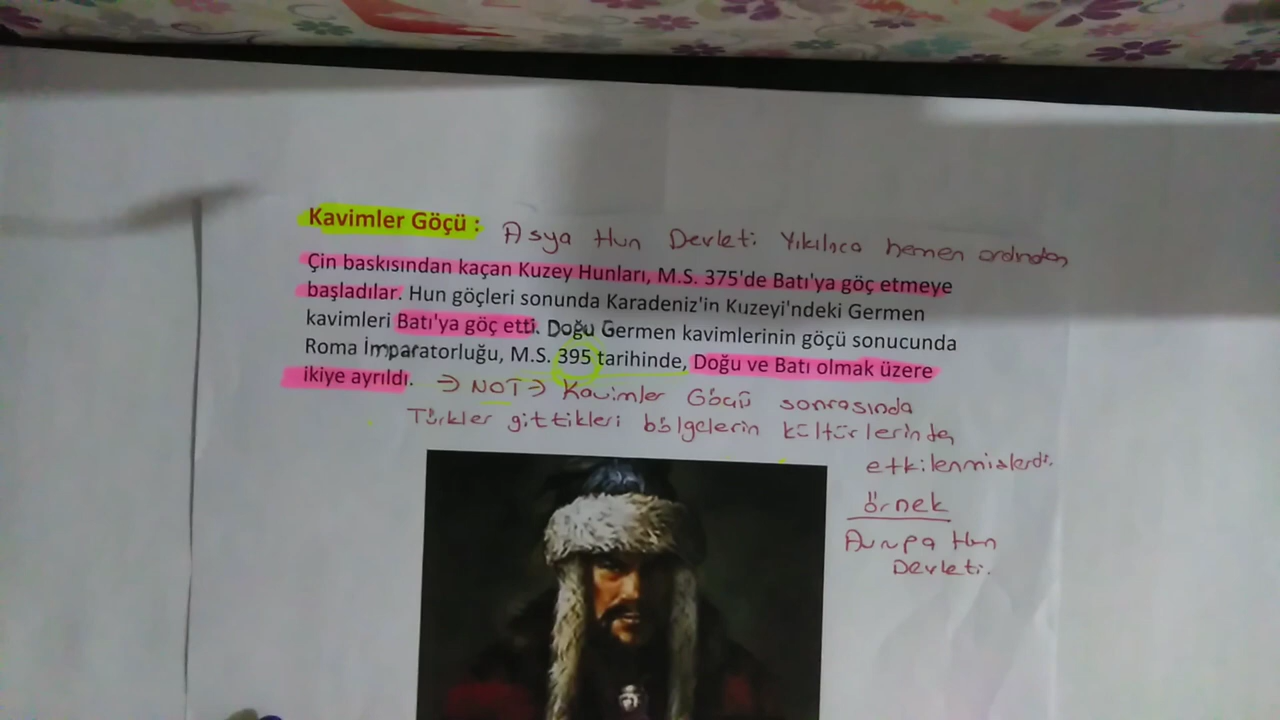 Kavimler Göçü : Asya Hun Devleti Yıkılınca hemen ardından
Çin baskısından kaçan Kuzey Hunları, M.S. 375'de Batı'ya göç etmeye
başladılar. Hun göçleri sonunda Karadeniz'in Kuzeyi'ndeki Germen
kavimleri Batı'ya göç etti. Doğu Germen kavimlerinin göçü sonucunda
Roma İmparatorluğu, M.S. 395 tarihinde, Doğu ve Batı olmak üzere
ikiye ayrıldı. → NOT → Kavimler Göçü sonrasında
Türkler gittikleri bölgelerin kültürlerinden
etkilenmişlerdi.
örnek
Avrupa Hun
Devleti.